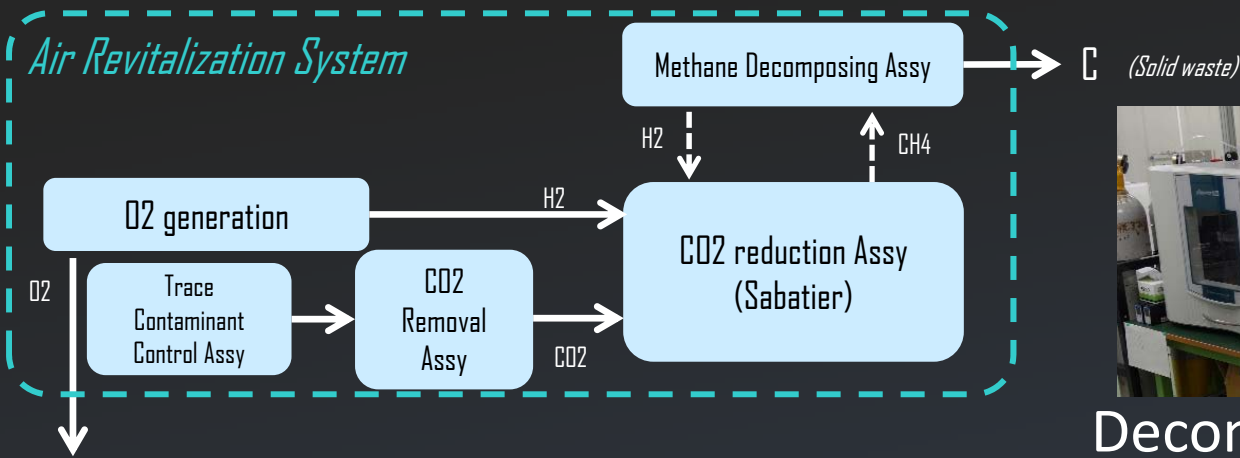 Air Revitalization System
Methane Decomposing Assy
C (Solid waste)
H2
CH4
O2 generation
H2
CO2 reduction Assy
(Sabatier)
O2
Trace
Contaminant
Control Assy
CO2
Removal
Assy
CO2